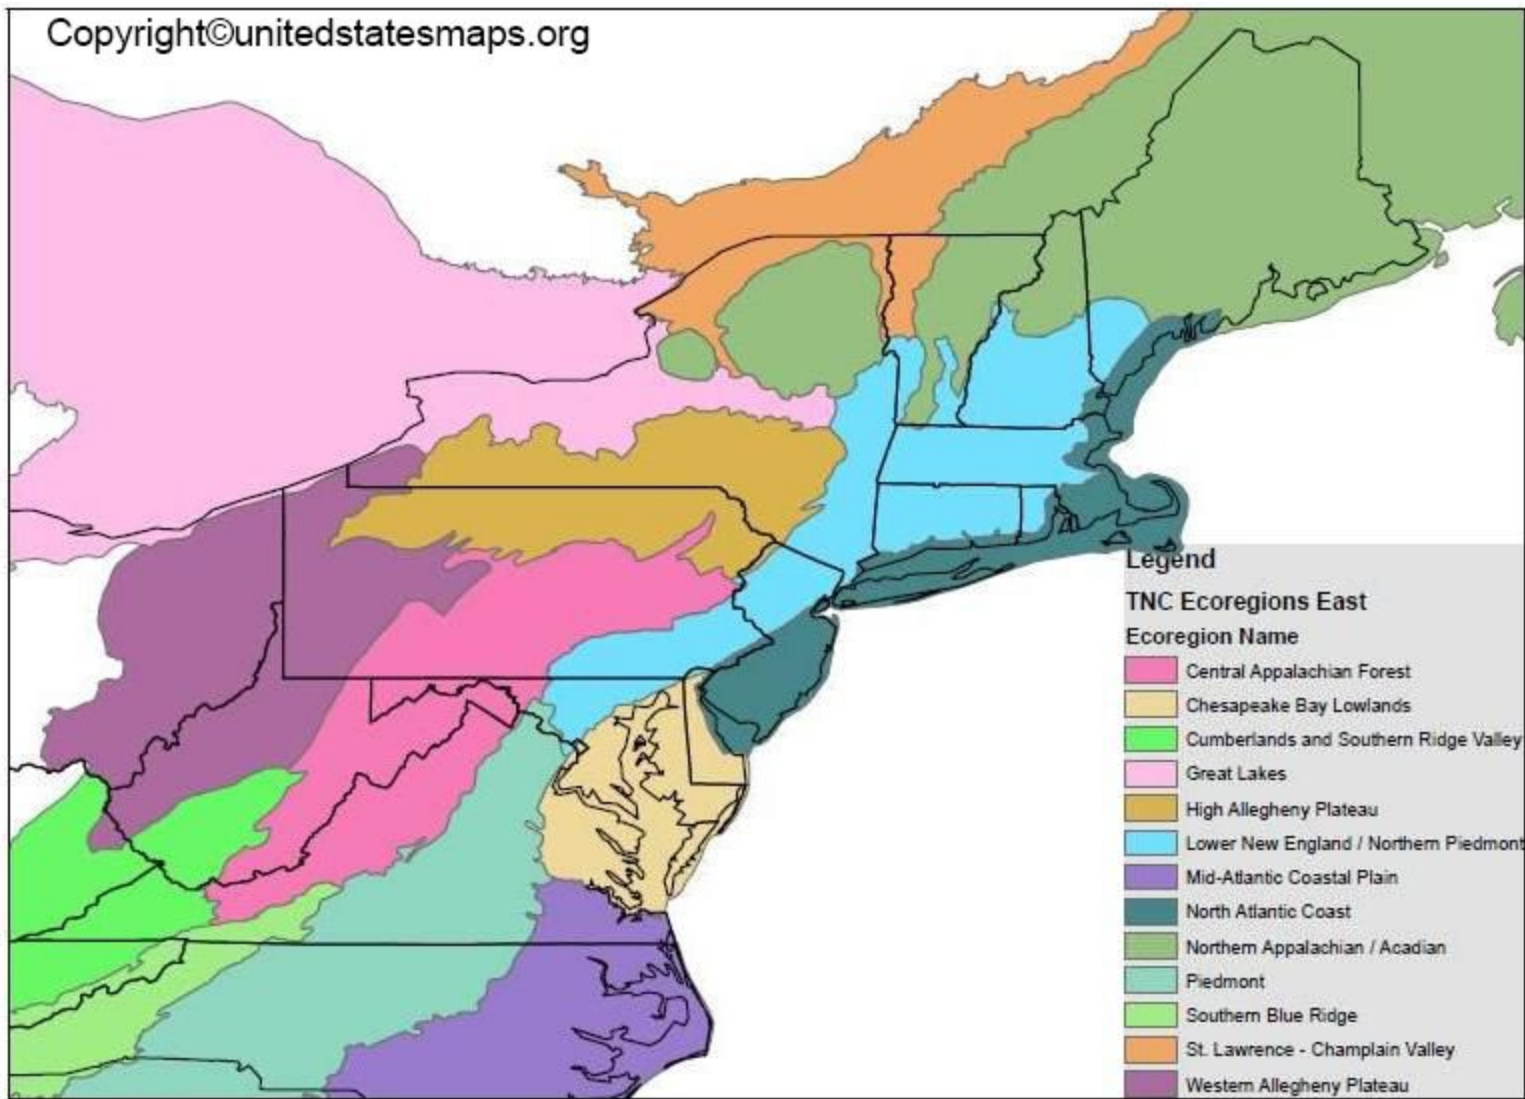 Copyright©unitedstatesmaps.org
Legend
TNC Ecoregions East
Ecoregion Name
Central Appalachian Forest
Chesapeake Bay Lowlands
Cumberlands and Southern Ridge Valley
Great Lakes
High Allegheny Plateau
Lower New England / Northern Piedmont
Mid-Atlantic Coastal Plain
North Atlantic Coast
Northern Appalachian / Acadian
Piedmont
Southern Blue Ridge
St. Lawrence - Champlain Valley
Western Allegheny Plateau